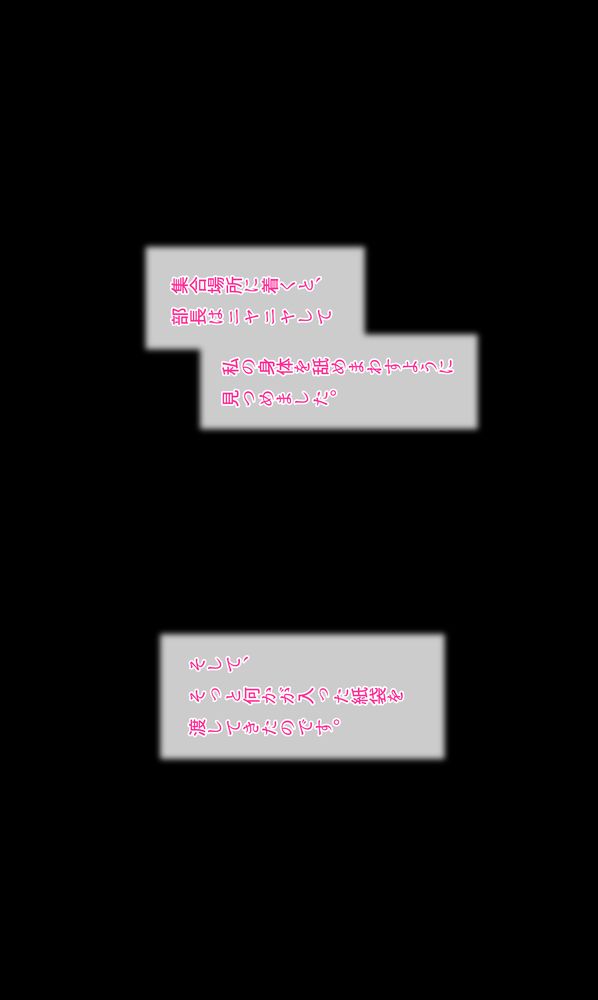 集合場所に着くと、
部長はニヤニヤして
私の身体を舐めまわすように
見つめました。
そして、
そっと何かが入った紙袋を
渡してきたのです。